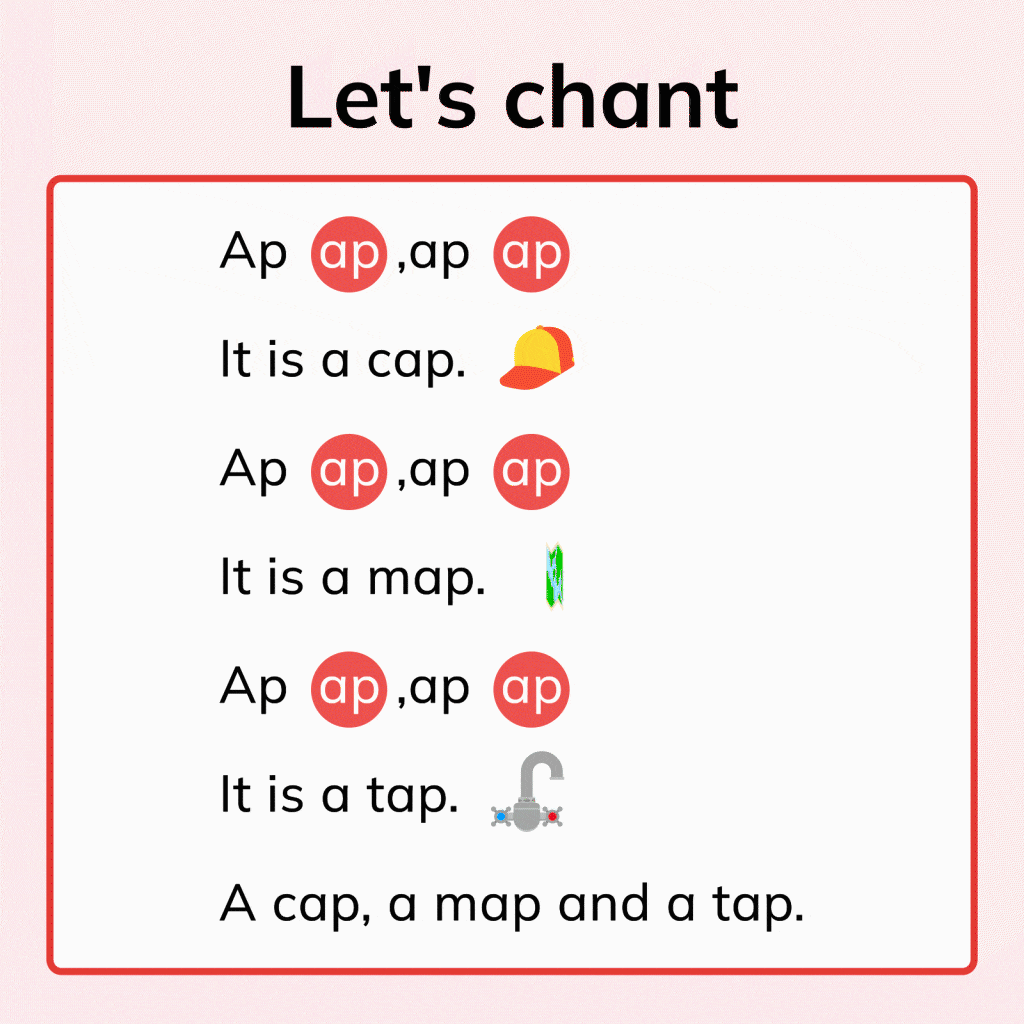 Let's chant
Ap ap ,ap ap
It is a cap.
Ap ap ,ap ap
It is a map.
Ap ap ,ap ap
It is a tap.
A cap, a map and a tap.